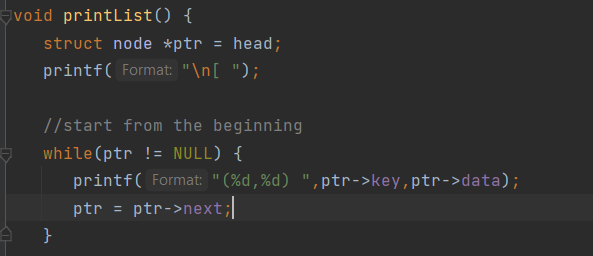 void printList() {
struct node *ptr = head;
printf( Format: "\n[ ");
//start from the beginning
while(ptr != NULL) {
printf( Format: "(%d,%d) ",ptr->key,ptr->data);
ptr = ptr->next;
}